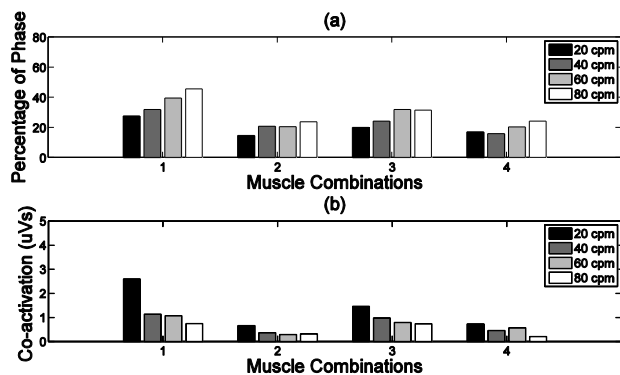 (a)
Percentage of Phase
80
60
40
20
0
20 cpm
40 cpm
60 cpm
80 cpm
1
2
3
4
Muscle Combinations
(b)
Co-activation (uVs)
5
4
3
2
1
0
20 cpm
40 cpm
60 cpm
80 cpm
1
2
3
4
Muscle Combinations